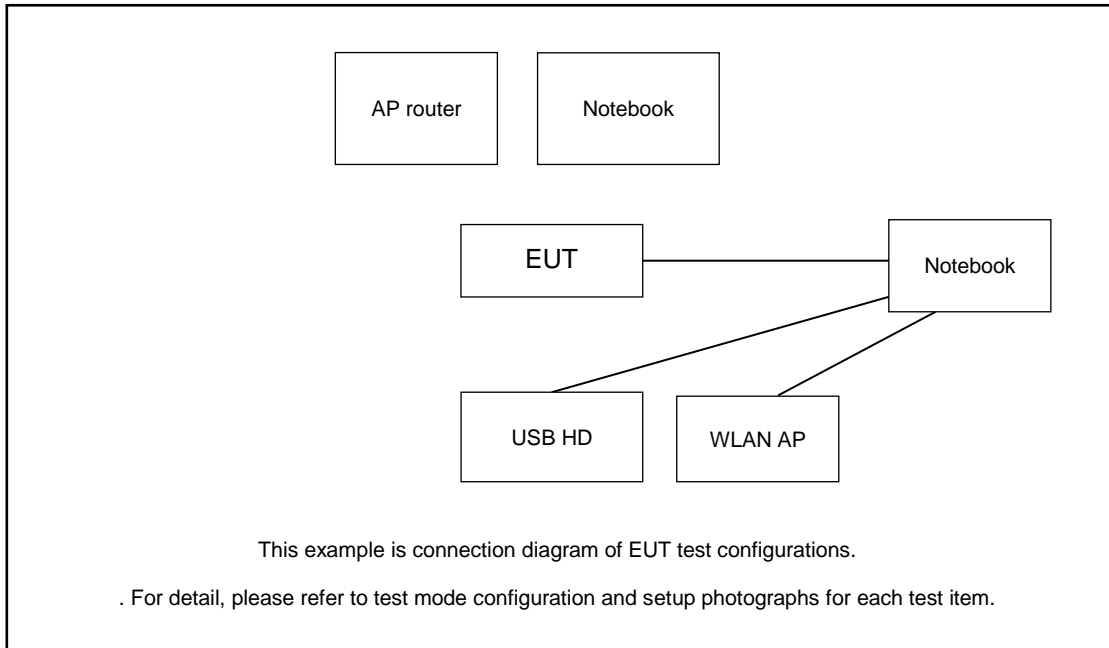 AP router
Notebook
EUT
Notebook
USB HD
WLAN AP
This example is connection diagram of EUT test configurations.
. For detail, please refer to test mode configuration and setup photographs for each test item.